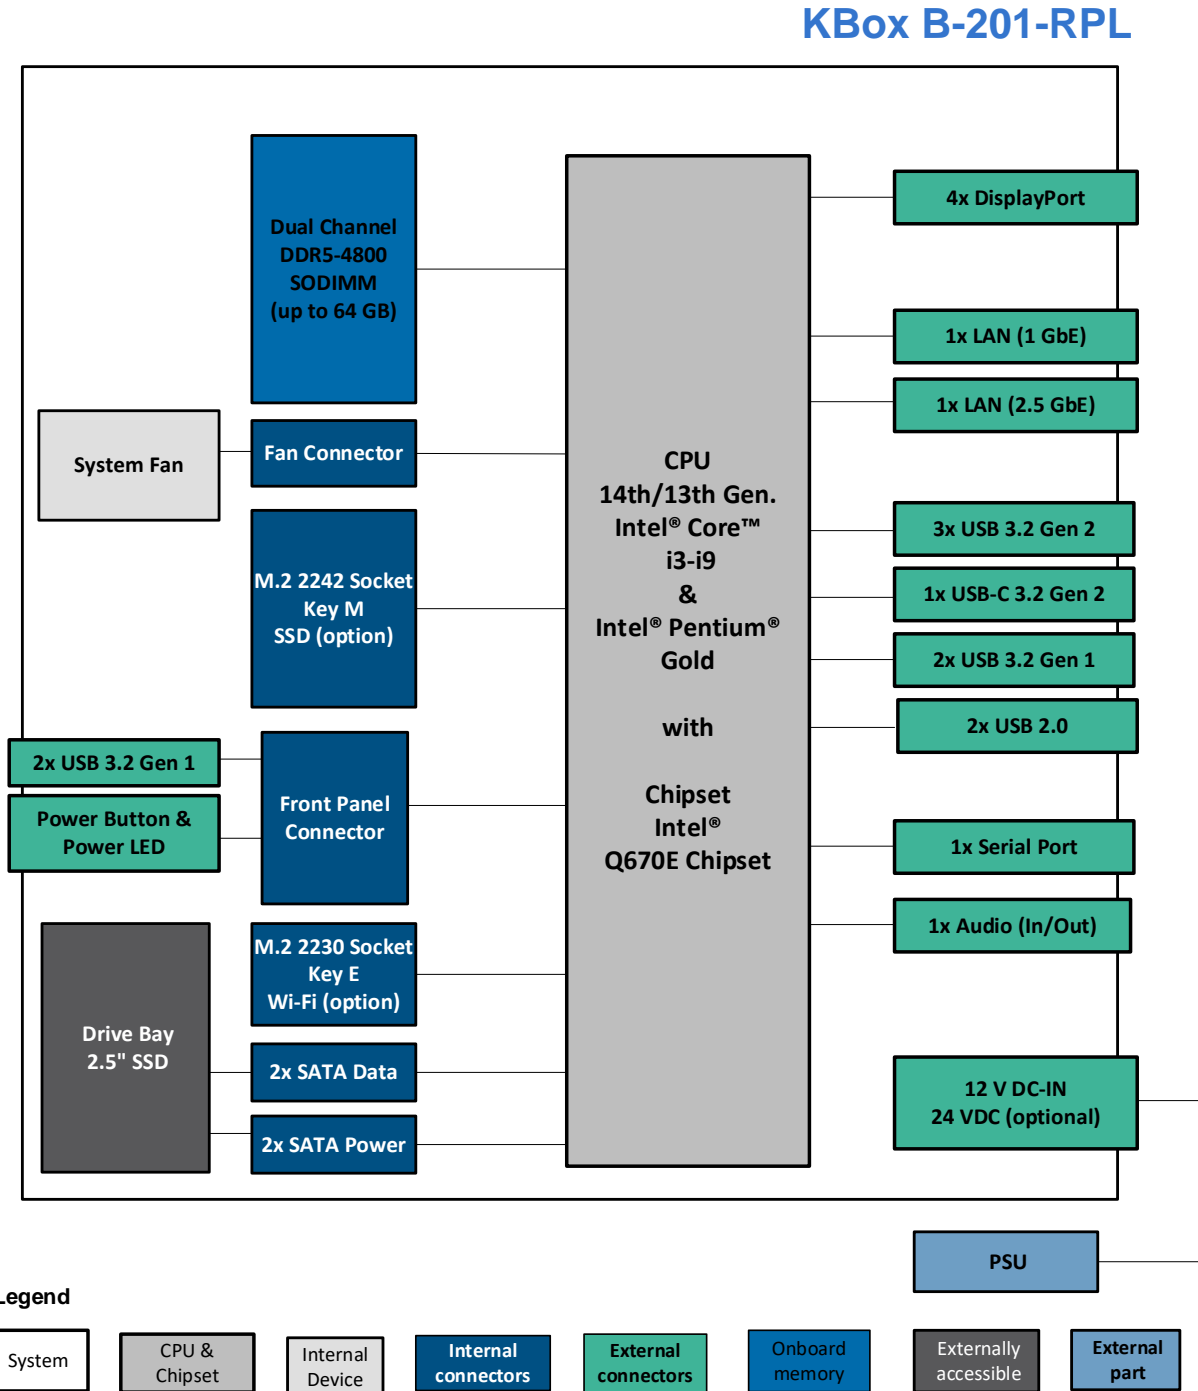 KBox B-201-RPL
Dual Channel
DDR5-4800
SODIMM
(up to 64 GB)
System Fan
Fan Connector
M.2 2242 Socket
Key M
SSD (option)
2x USB 3.2 Gen 1
Power Button &
Power LED
Front Panel
Connector
M.2 2230 Socket
Key E
Wi-Fi (option)
Drive Bay
2.5" SSD
2x SATA Data
2x SATA Power
CPU
14th/13th Gen.
Intel® Core™
i3-i9
&
Intel® Pentium®
Gold
with
Chipset
Intel®
Q670E Chipset
4x DisplayPort
1x LAN (1 GbE)
1x LAN (2.5 GbE)
3x USB 3.2 Gen 2
1x USB-C 3.2 Gen 2
2x USB 3.2 Gen 1
2x USB 2.0
1x Serial Port
1x Audio (In/Out)
12 V DC-IN
24 VDC (optional)
PSU
Legend
System
CPU &
Chipset
Internal
Device
Internal
connectors
External
connectors
Onboard
memory
Externally
accessible
External
part